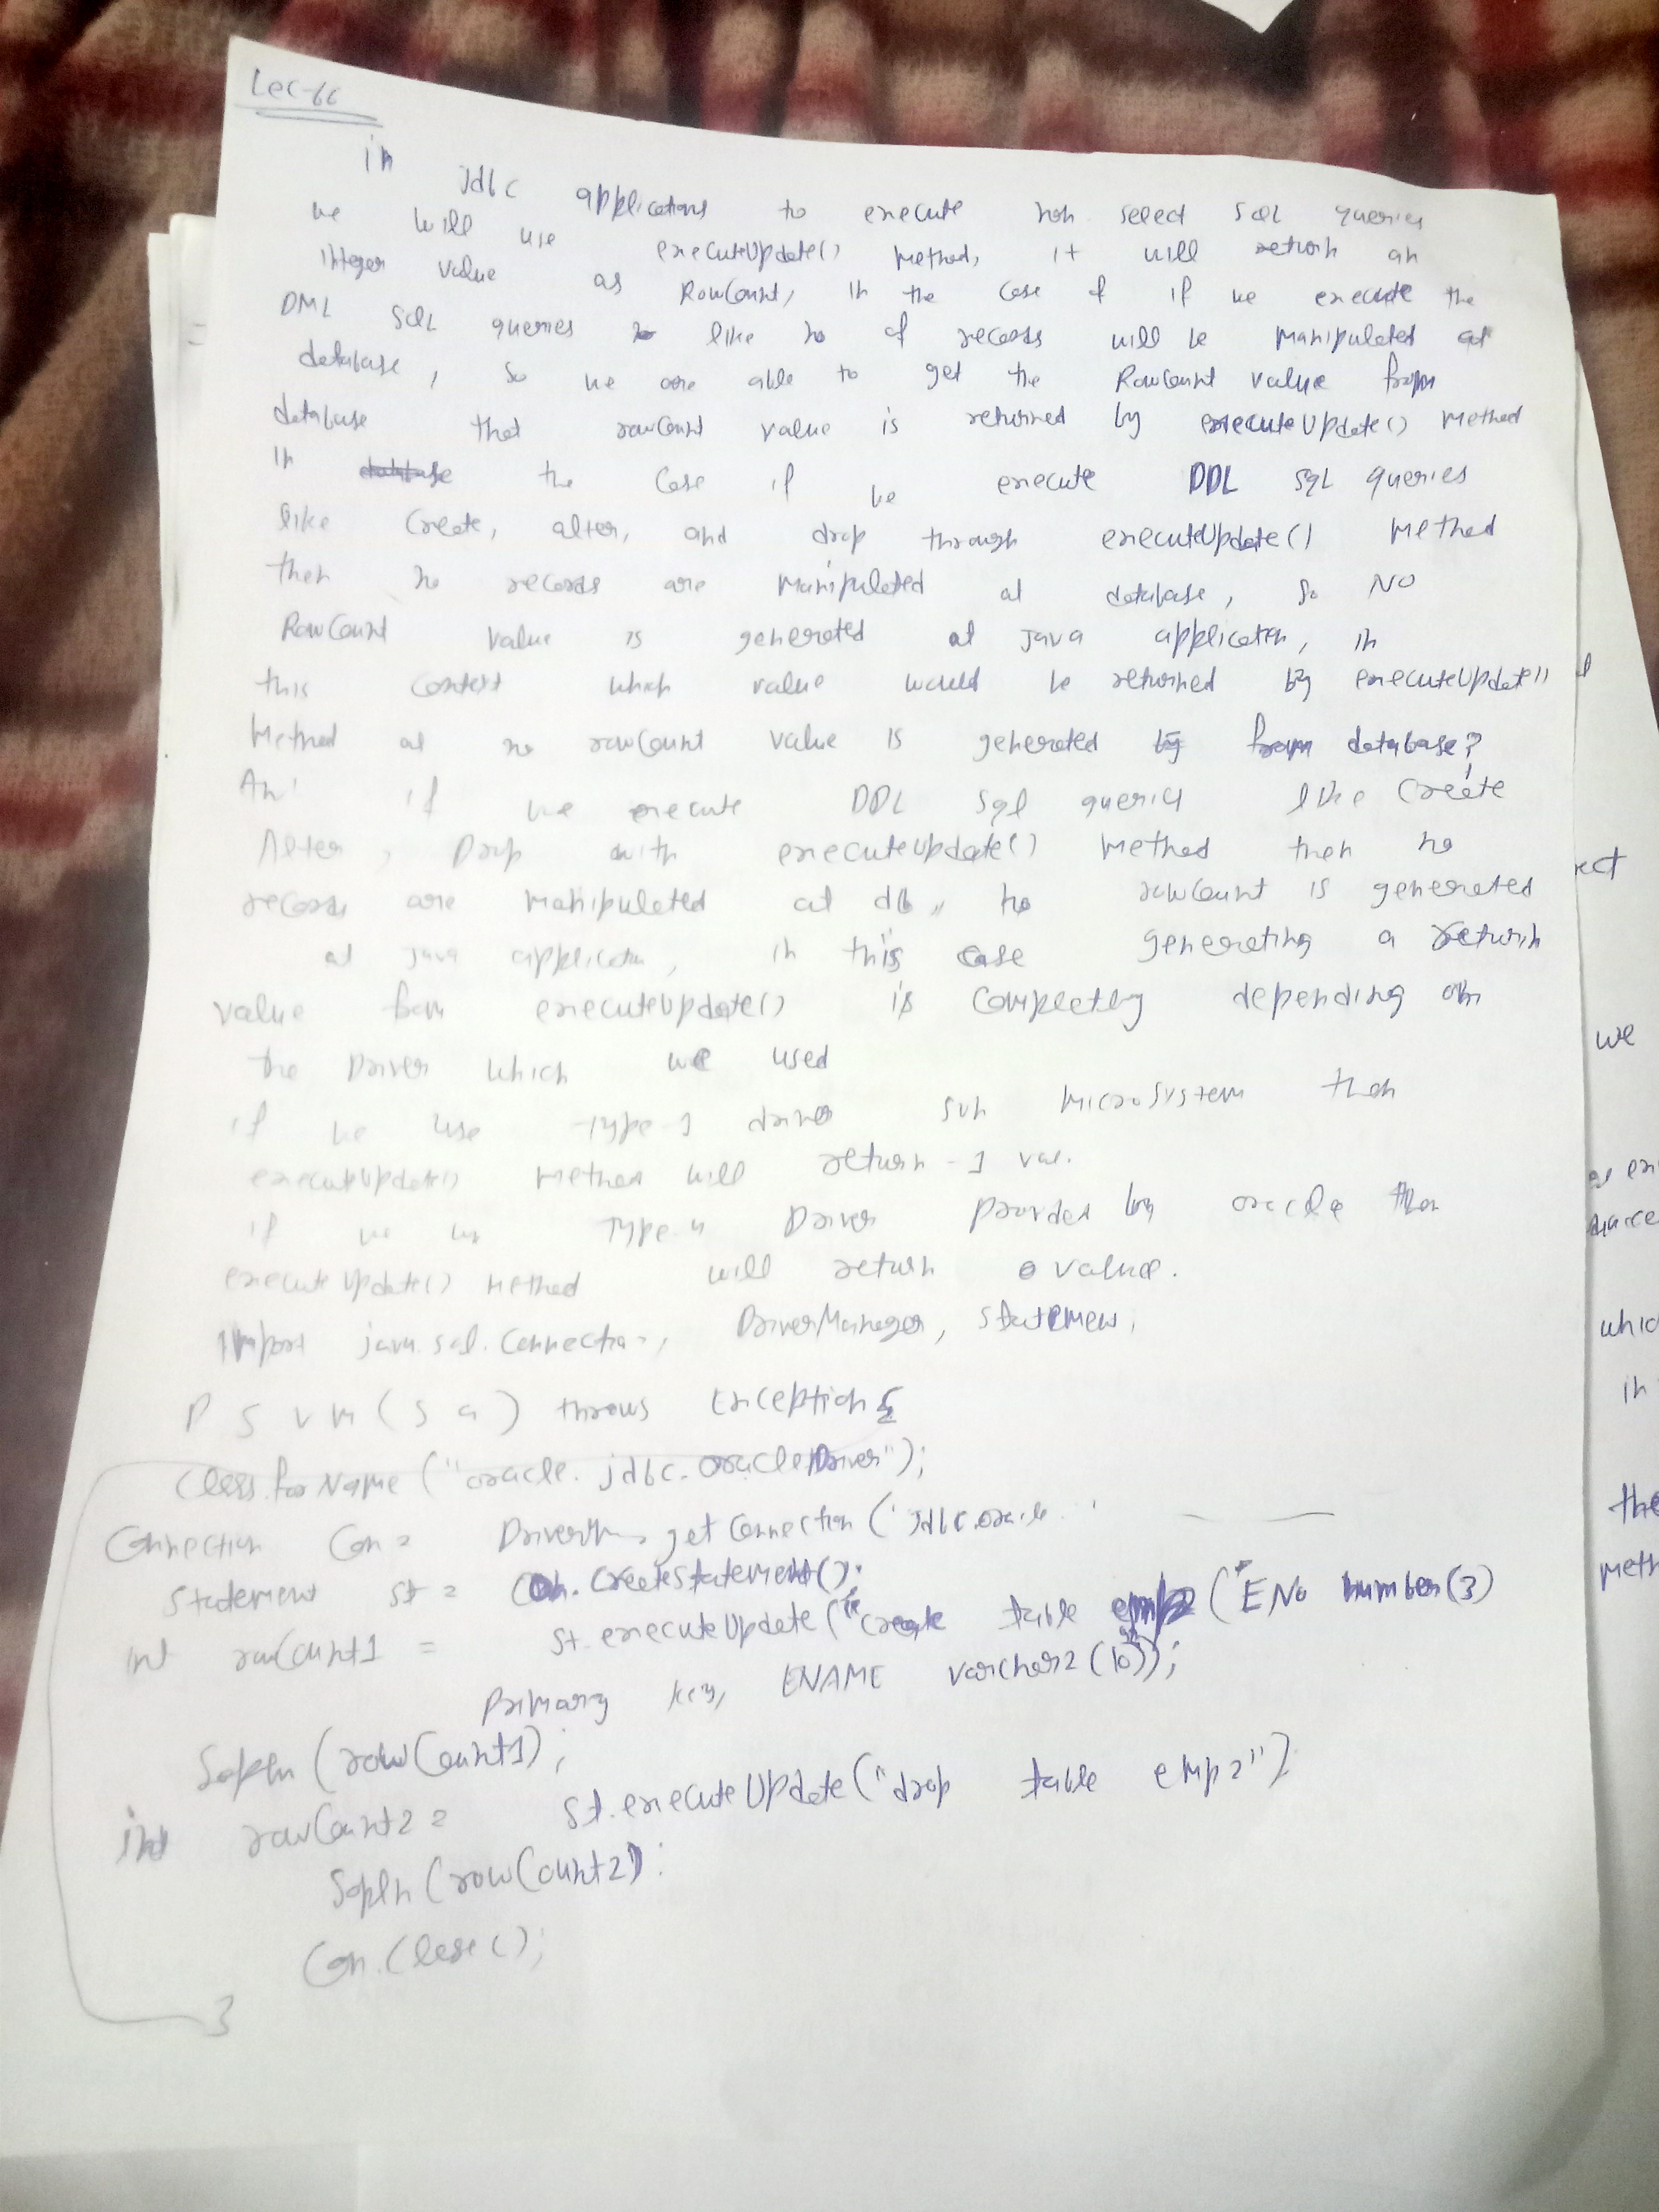 Lec-66
in Jdbc applications to execute non select SQL queries
we will use executeUpdate() Method, it will return an
integer value as RowCount, in the case of if we execute the
DML SQL queries like no of records will be Manipulated at
database, so we are able to get the RowCount value from
database that rowCount value is returned by executeUpdate() Method
In the Case if we execute DDL SQL queries
like Create, alter, and drop through executeUpdate() Method
then no records are Manipulated at database, so NO
RowCount value is generated at java application, in
this context which value would be returned by executeUpdate()
Method at no rowCount value is generated from database?
An' if we execute DDL Sql queries like Create
Alter, Drop with executeUpdate() Method then no
records are manipulated at db,, no rowCount is generated
at java application, in this case generating a return
value from executeUpdate() is Completely depending on
the Driver which we used
if we use type-1 driver sun Microsystem then
executeUpdate() Method will return -1 val.
if we use Type-4 Driver provided by oracle then
executeUpdate() Method will return 0 value.
Import java.sql.Connection, DriverManager, Statement,
P S V M (S a) throws Exception {
Class.forName ("oracle.jdbc.OracleDriver");
Connection Con = getConnection (
Statement st = Con.CreateStatement();
int rowCount1 = st.executeUpdate ("Create table emp2 ("ENo number(3)
Primary key, ENAME varchar2 (10)");
Sopln (rowCount1);
int rowCount2 = st.executeUpdate ("drop table emp2");
Sopln (rowCount2);
Con.Close();
}
ect
we
which
in
the
Meth